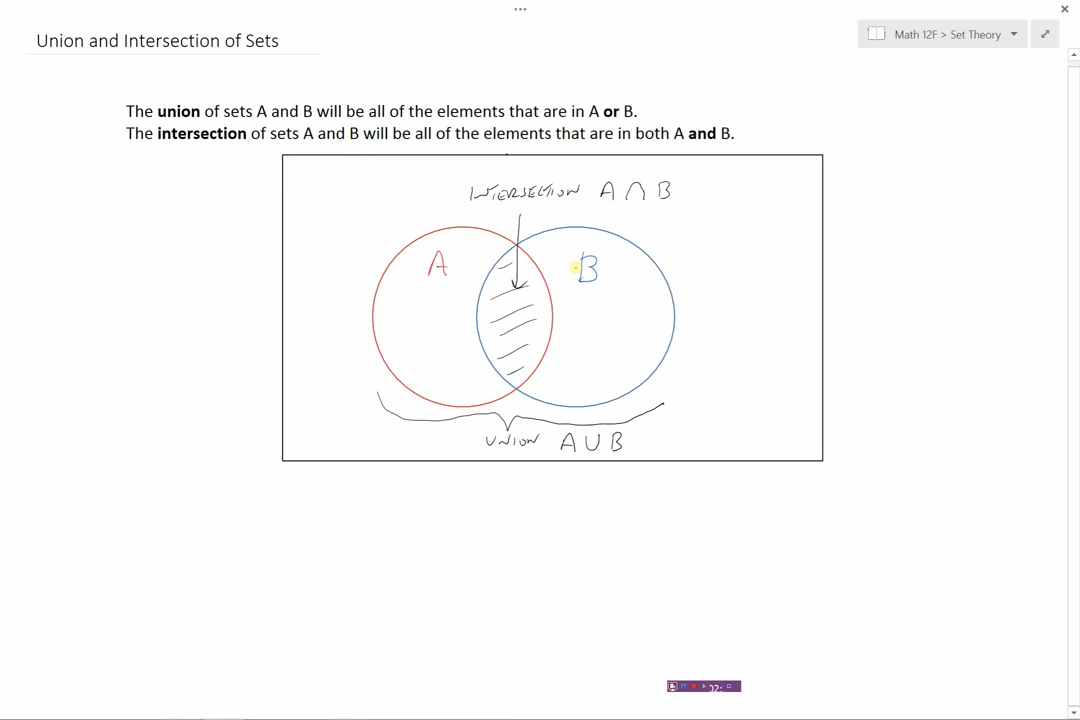 Union and Intersection of Sets
Math 12F > Set Theory
The union of sets A and B will be all of the elements that are in A or B.
The intersection of sets A and B will be all of the elements that are in both A and B.
INTERSECTION A ∩ B
A
B
UNION A ∪ B